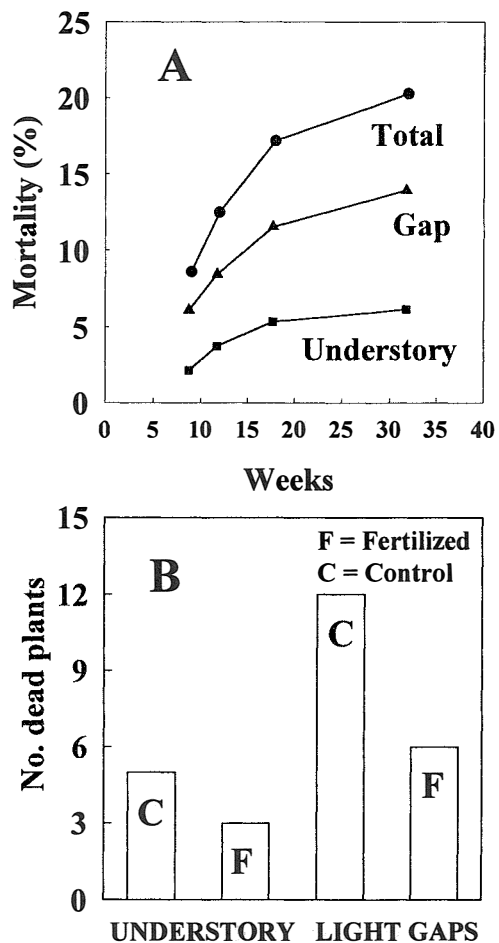 A
Mortality (%)
25
20
15
10
5
0
Total
Gap
Understory
0 5 10 15 20 25 30 35 40
Weeks
B
No. dead plants
15
12
9
6
3
0
F = Fertilized
C = Control
C
F
C
F
UNDERSTORY LIGHT GAPS